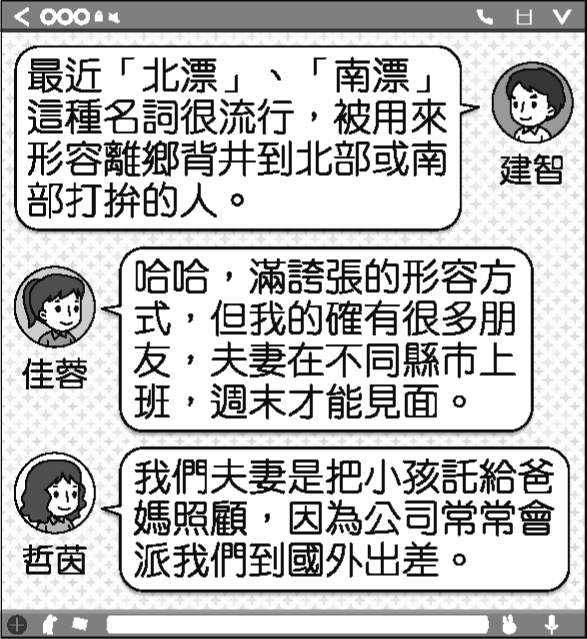 最近「北漂」、「南漂」
這種名詞很流行，被用來
形容離鄉背井到北部或南
部打拚的人。
建智
哈哈，滿誇張的形容方
式，但我的確有很多朋
友，夫妻在不同縣市上
班，週末才能見面。
佳蓉
我們夫妻是把小孩託給爸
媽照顧，因為公司常常會
派我們到國外出差。
哲茵